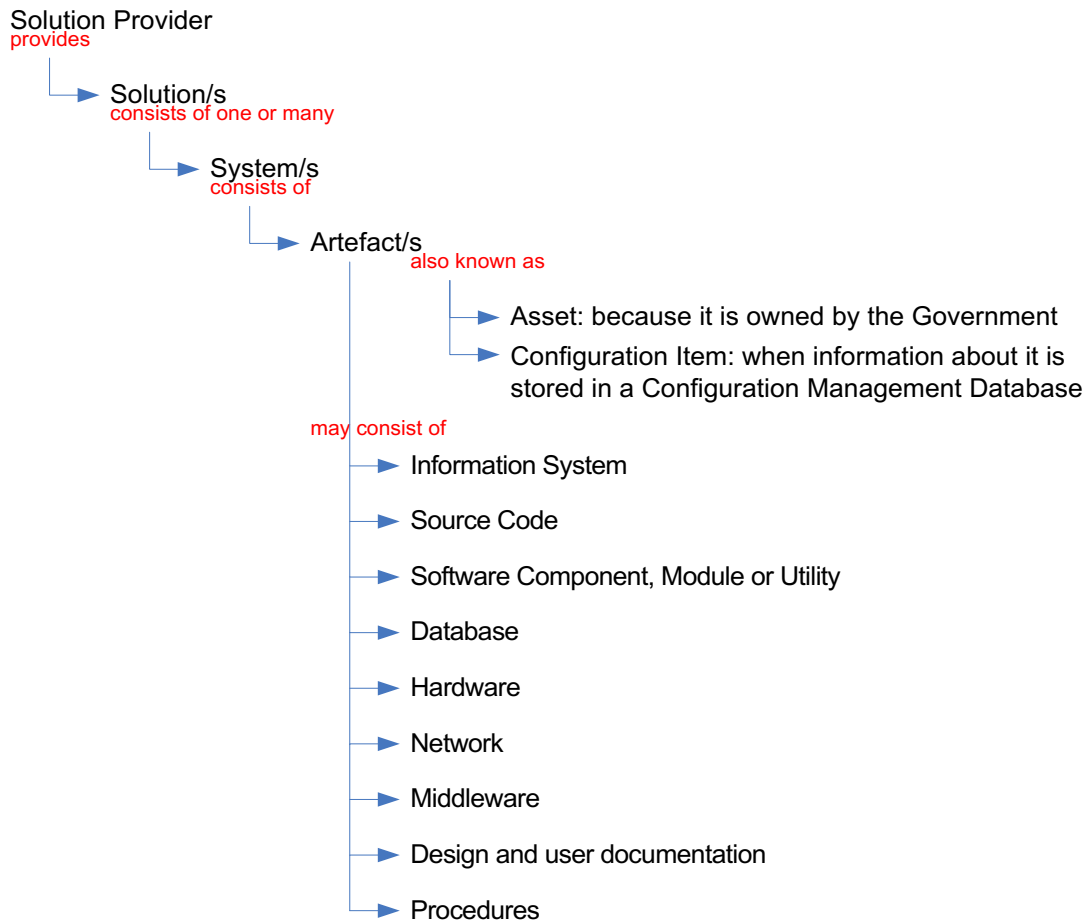 Solution Provider
provides
Solution/s
consists of one or many
System/s
consists of
Artefact/s
also known as
Asset: because it is owned by the Government
Configuration Item: when information about it is
stored in a Configuration Management Database
may consist of
Information System
Source Code
Software Component, Module or Utility
Database
Hardware
Network
Middleware
Design and user documentation
Procedures